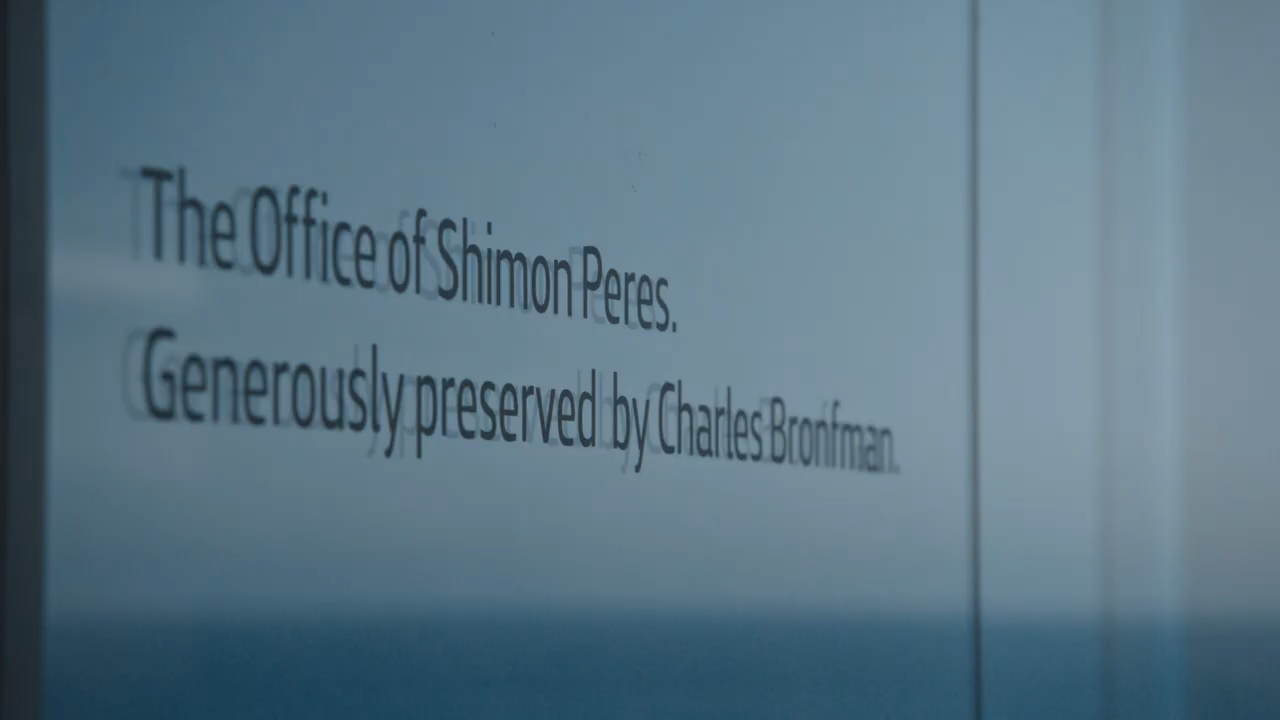 The Office of Shimon Peres.
Generously preserved by Charles Bronfman.